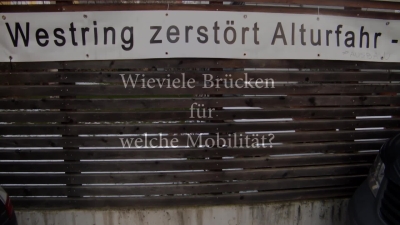 Westring zerstört Alturfahr -
Wieviele Brücken
für
welche Mobilität?